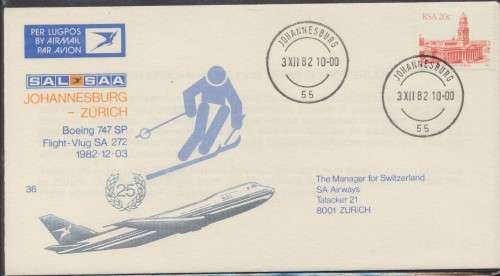 PER LUGPOS
BY AIRMAIL
PAR AVION
SAL SAA
JOHANNESBURG
- ZÜRICH
Boeing 747 SP
Flight-Vlug SA 272
1982-12-03
36
25
JOHANNESBURG
3 XII 82 10-00
55
RSA 20c
JOHANNESBURG
3 XII 82 10-00
55
The Manager for Switzerland
SA Airways
Talacker 21
8001 ZÜRICH